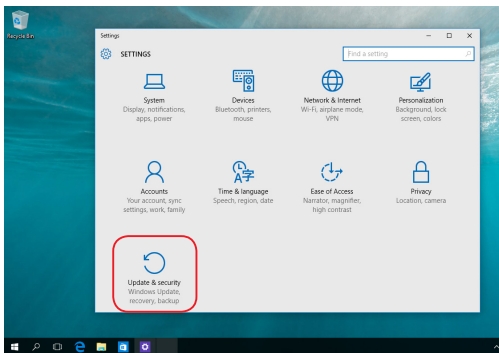 Recycle Bin
Settings
SETTINGS
Find a setting
System
Display, notifications,
apps, power
Devices
Bluetooth, printers,
mouse
Network & Internet
Wi-Fi, airplane mode,
VPN
Personalization
Background, lock
screen, colors
Accounts
Your account, sync
settings, work, family
Time & language
Speech, region, date
Ease of Access
Narrator, magnifier,
high contrast
Privacy
Location, camera
Update & security
Windows Update,
recovery, backup